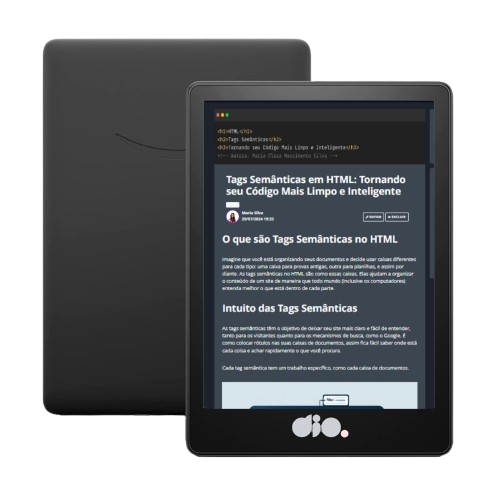 <h1>HTML</h1>
<h2>Tags Semânticas</h2>
<h3>Tornando seu Código Mais Limpo e Inteligente</h3>
<!-- Autoia: Maria Eliza Nascimento Silva -->
Tags Semânticas em HTML: Tornando
seu Código Mais Limpo e Inteligente
Maria Silva
20/07/2024 19:22
EDITAR
EXCLUIR
O que são Tags Semânticas no HTML
Imagine que você está organizando seus documentos e decide usar caixas diferentes
para cada tipo: uma caixa para provas antigas, outra para planilhas, e assim por
diante. As tags semânticas no HTML são como essas caixas. Elas ajudam a organizar
o conteúdo de um site de maneira que todo mundo (inclusive os computadores)
entenda melhor o que está dentro de cada parte.
Intuito das Tags Semânticas
As tags semânticas têm o objetivo de deixar seu site mais claro e fácil de entender,
tanto para os visitantes quanto para os mecanismos de busca, como o Google. É
como colocar rótulos nas suas caixas de documentos, assim fica fácil saber onde está
cada coisa e achar rapidamente o que você procura.
Cada tag semântica tem um trabalho específico, como cada caixa de documentos.
dio.